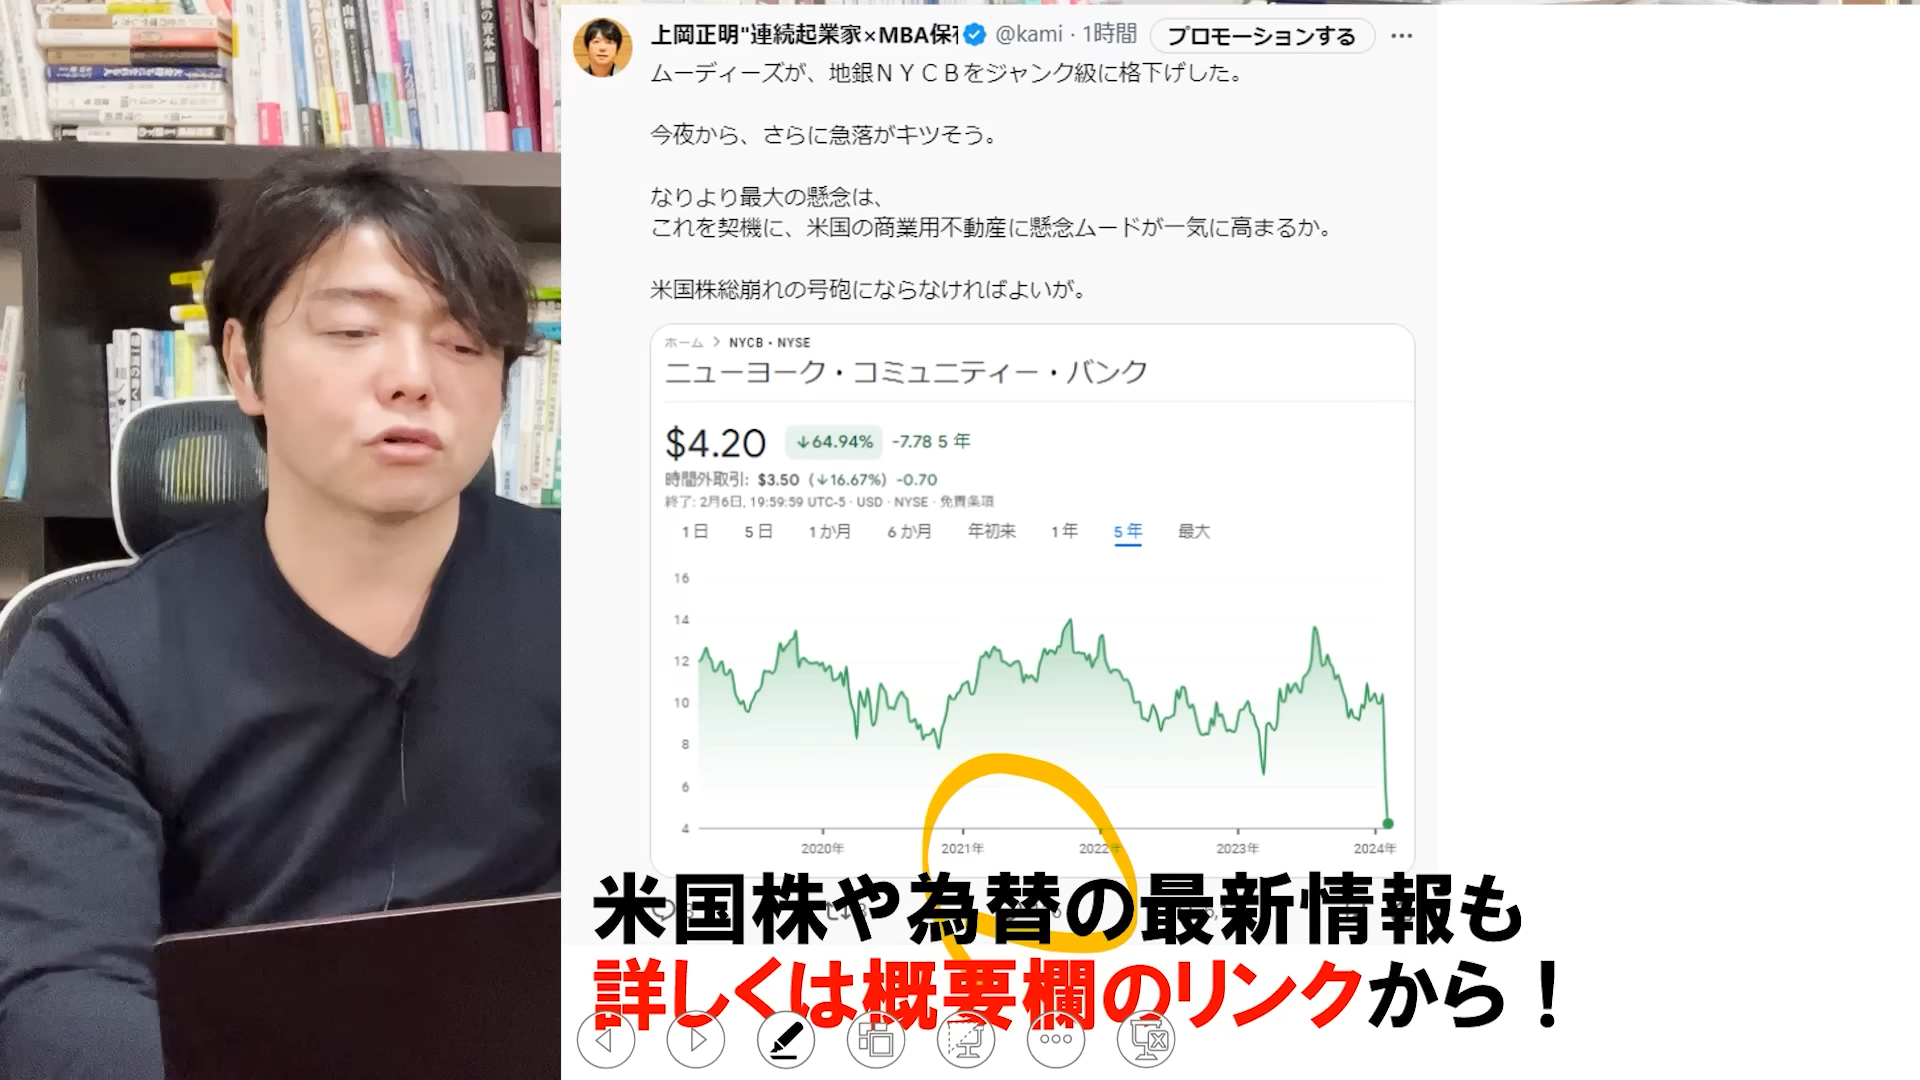 上岡正明"連続起業家×MBA保有 @kami · 1時間 プロモーションする
ムーディーズが、地銀ＮＹＣＢをジャンク級に格下げした。
今夜から、さらに急落がキツそう。
なりより最大の懸念は、
これを契機に、米国の商業用不動産に懸念ムードが一気に高まるか。
米国株総崩れの号砲にならなければよいが。
ホーム > NYCB • NYSE
ニューヨーク・コミュニティー・バンク
$4.20 ↓64.94% -7.78 5 年
時間外取引: $3.50 (↓16.67%) -0.70
終了: 2月6日, 19:59:59 UTC-5 · USD · NYSE · 免責条項
1日 5日 1か月 6か月 年初来 1年 5年 最大
16
14
12
10
8
6
4
2020年 2021年 2022年 2023年 2024年
米国株や為替の最新情報も
詳しくは概要欄のリンクから！